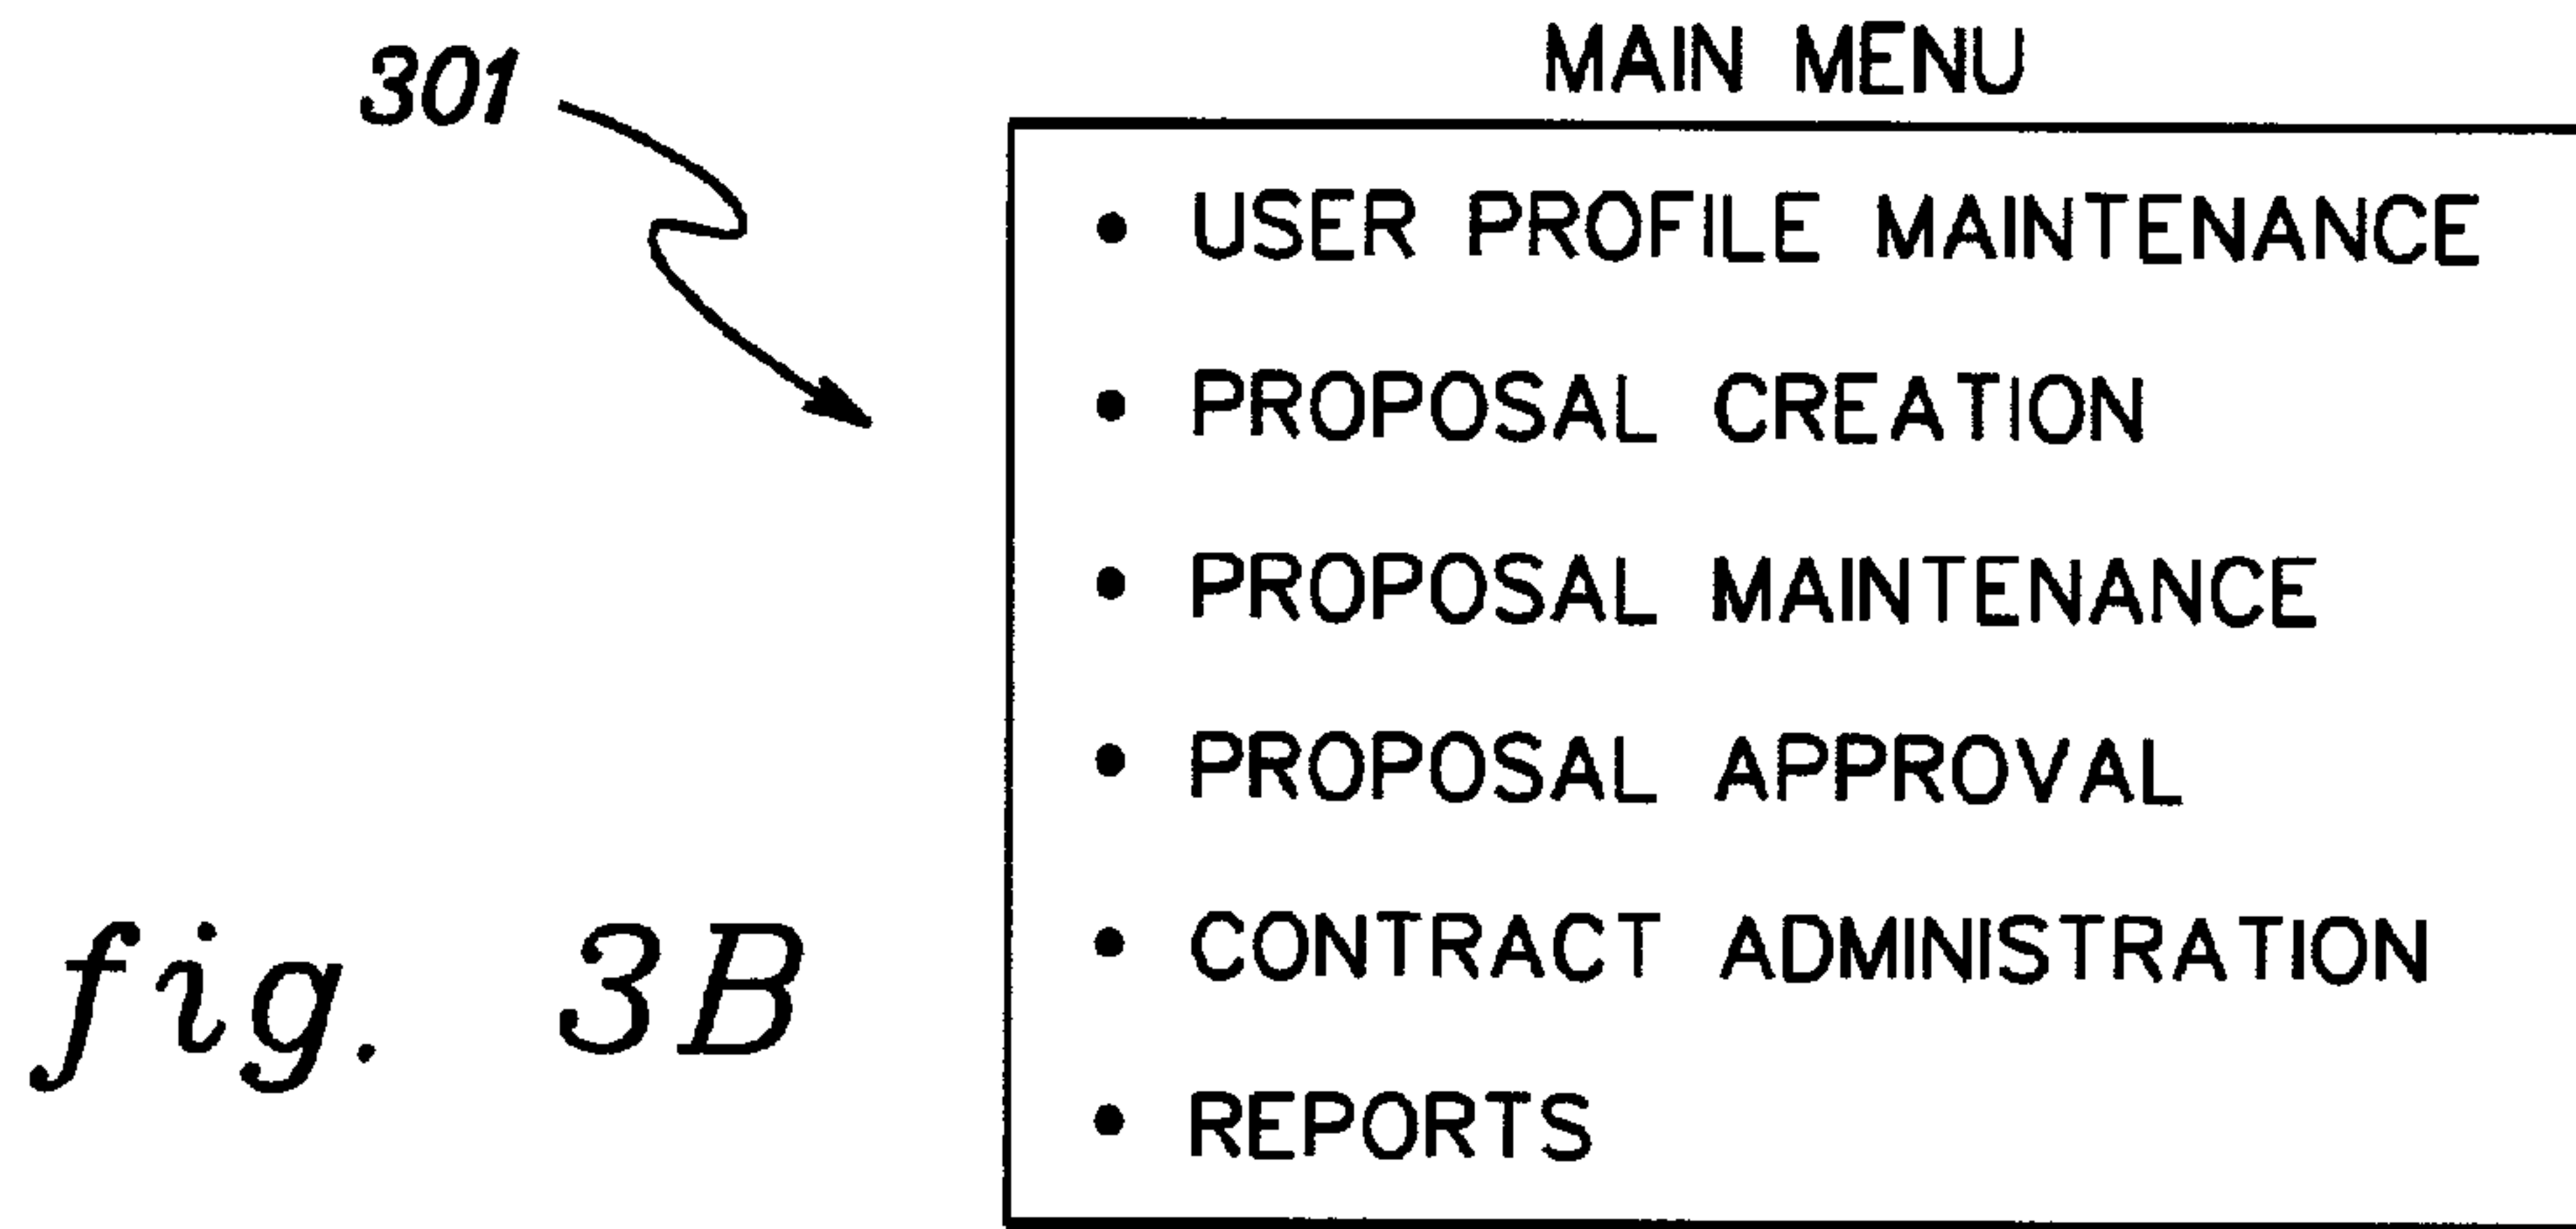 MAIN MENU
301
• USER PROFILE MAINTENANCE
• PROPOSAL CREATION
• PROPOSAL MAINTENANCE
• PROPOSAL APPROVAL
• CONTRACT ADMINISTRATION
• REPORTS
fig. 3B